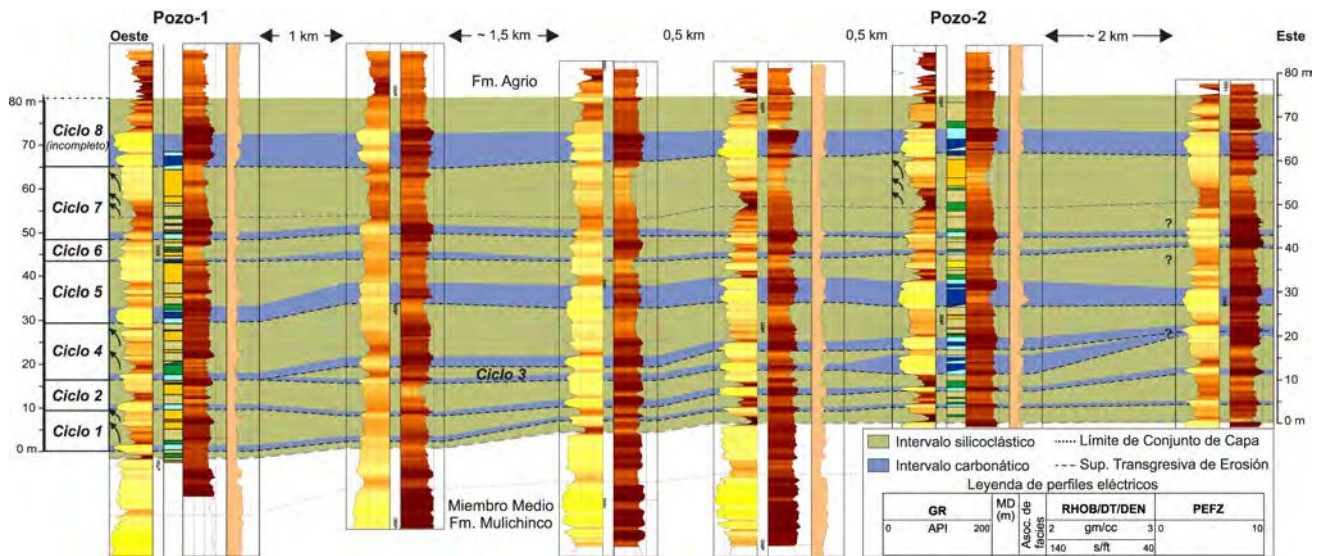 Pozo-1
Pozo-2
Oeste
1 km
~ 1,5 km
0,5 km
0,5 km
~ 2 km
Este
Fm. Agrio
80 m
70
60
50
40
30
20
10
0 m
Ciclo 8
(incompleto)
Ciclo 7
Ciclo 6
Ciclo 5
Ciclo 4
Ciclo 2
Ciclo 1
Ciclo 3
?
?
?
80 m
70
60
50
40
30
20
10
0 m
Miembro Medio
Fm. Mulichinco
Intervalo silicoclástico
Límite de Conjunto de Capa
Intervalo carbonático
Sup. Transgresiva de Erosión
Leyenda de perfiles eléctricos
GR
0 API 200
MD
(m)
Asoc. de
facies
RHOB/DT/DEN
2 gm/cc 3
140 s/ft 40
PEFZ
0 10